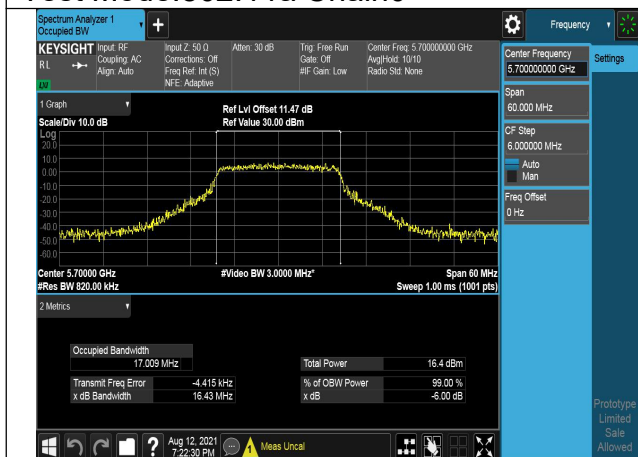 Spectrum Analyzer 1
Occupied BW
+
Frequency
KEYSIGHT
RL
Input: RF
Coupling: AC
Align: Auto
Input Z: 50 Ω
Corrections: Off
Freq Ref: Int (S)
NFE: Adaptive
Atten: 30 dB
Trig: Free Run
Gate: Off
#IF Gain: Low
Center Freq: 5.700000000 GHz
Avg|Hold: 10/10
Radio Std: None
1 Graph
Scale/Div 10.0 dB
Ref Lvl Offset 11.47 dB
Ref Value 30.00 dBm
Log
20.0
10.0
0.00
-10.0
-20.0
-30.0
-40.0
-50.0
-60.0
Center 5.70000 GHz
#Res BW 820.00 kHz
#Video BW 3.0000 MHz*
Span 60 MHz
Sweep 1.00 ms (1001 pts)
2 Metrics
Occupied Bandwidth
17.009 MHz
Total Power 16.4 dBm
Transmit Freq Error -4.415 kHz
% of OBW Power 99.00 %
x dB Bandwidth 16.43 MHz
x dB -6.00 dB
Aug 12, 2021
7:22:30 PM
?
1
Meas Uncal
Center Frequency
5.700000000 GHz
Settings
Span
60.000 MHz
CF Step
6.000000 MHz
Auto
Man
Freq Offset
0 Hz
Prototype
Limited
Sale
Allowed